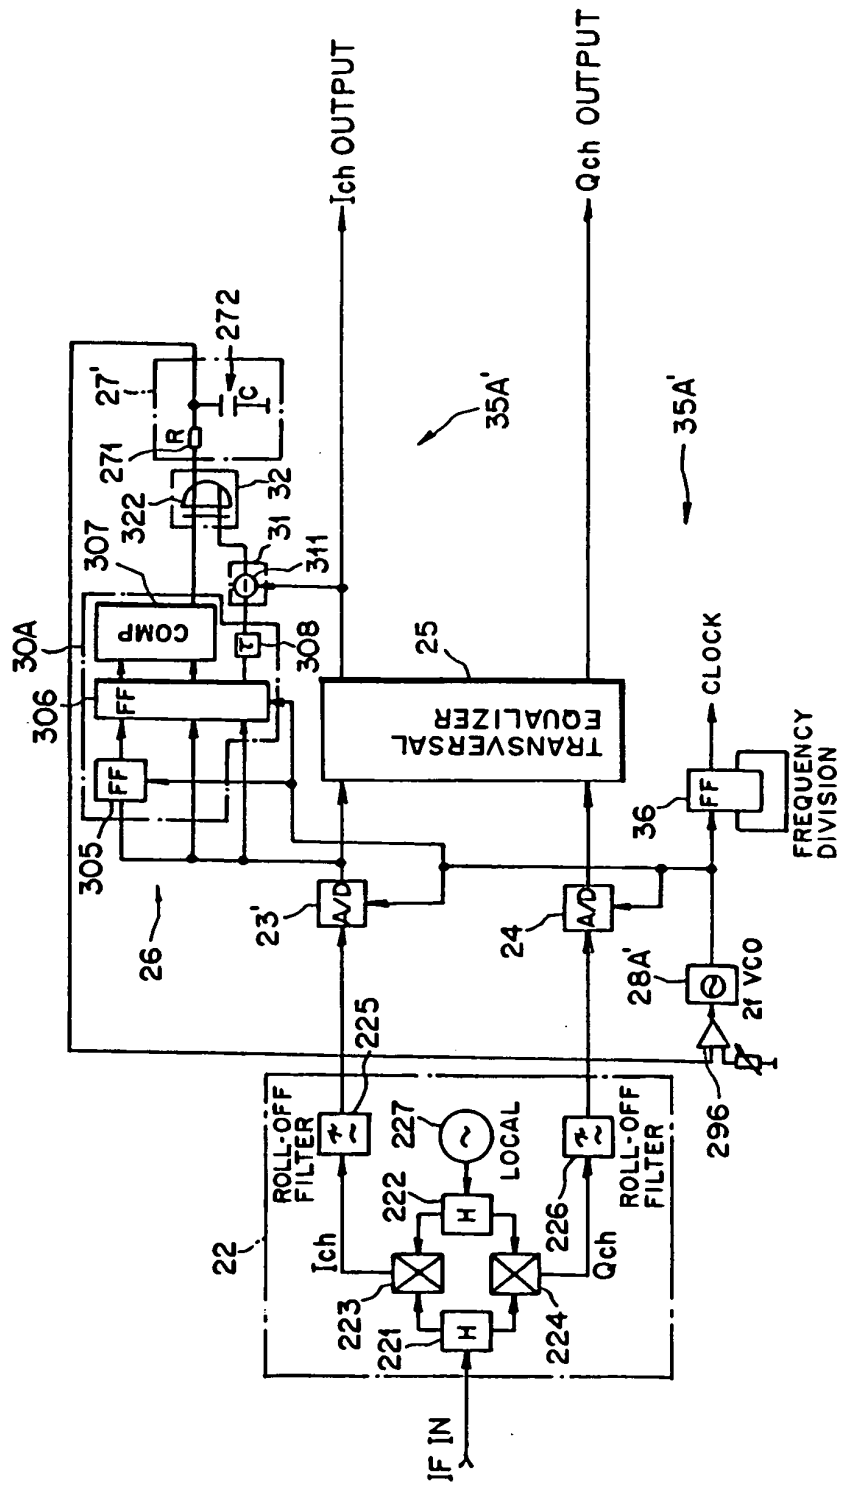 30A
306
307
COMP
FF
305
FF
322
271
R
27'
272
C
32
31
311
308
τ
26
Ich OUTPUT
35A'
23'
A/D
25
TRANSVERSAL
EQUALIZER
Qch OUTPUT
35A'
24
A/D
22
ROLL-OFF
FILTER
225
Ich
227
LOCAL
222
H
223
IF IN
221
H
224
Qch
226
ROLL-OFF
FILTER
296
28A'
2f VCO
36
FF
CLOCK
FREQUENCY
DIVISION